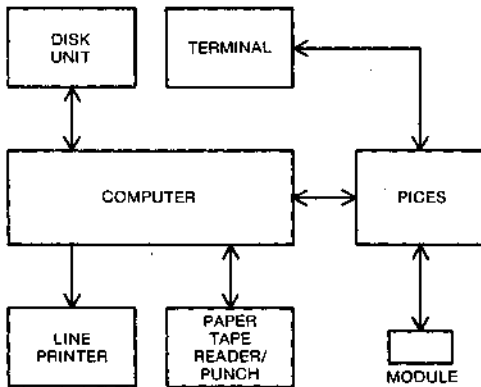 DISK
UNIT
TERMINAL
COMPUTER
PICES
LINE
PRINTER
PAPER
TAPE
READER/
PUNCH
MODULE